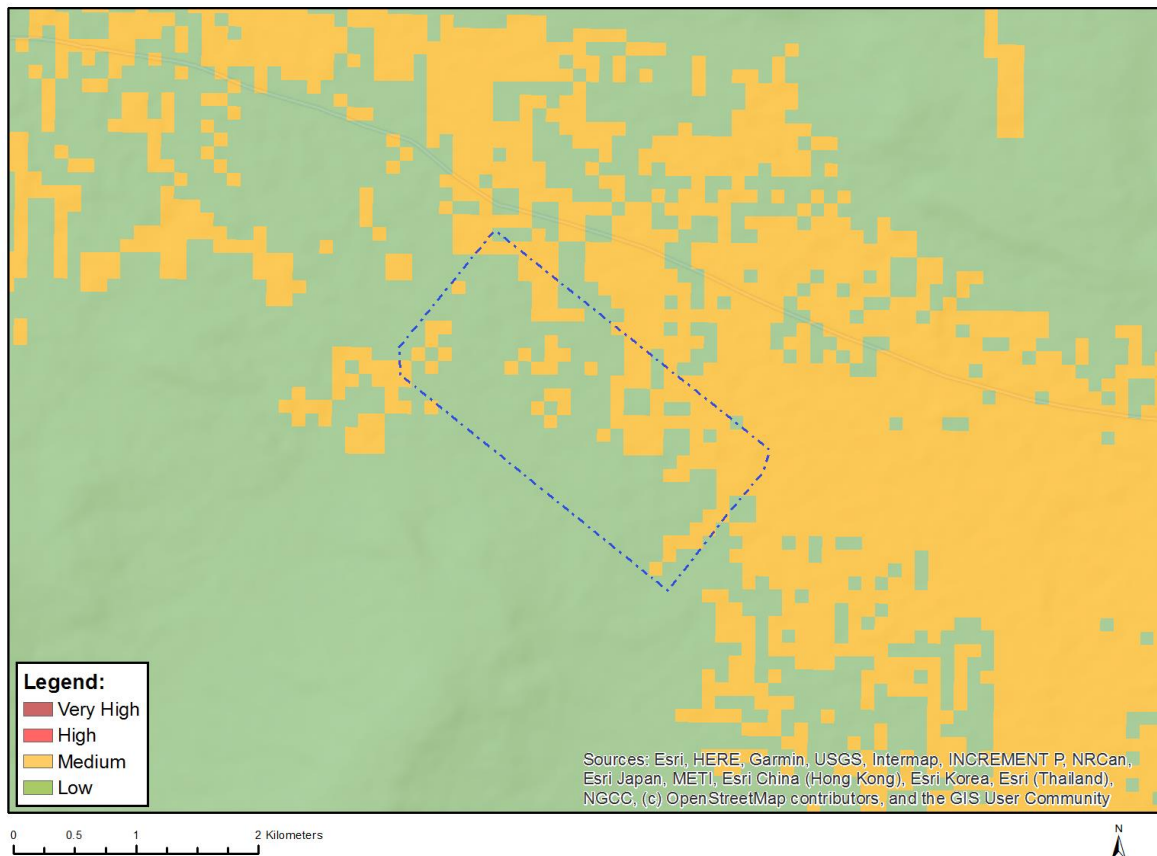 Legend:
Very High
High
Medium
Low
Sources: Esri, HERE, Garmin, USGS, Intermap, INCREMENT P, NRCan,
Esri Japan, METI, Esri China (Hong Kong), Esri Korea, Esri (Thailand),
NGCC, (c) OpenStreetMap contributors, and the GIS User Community
0 0.5 1 2 Kilometers
N